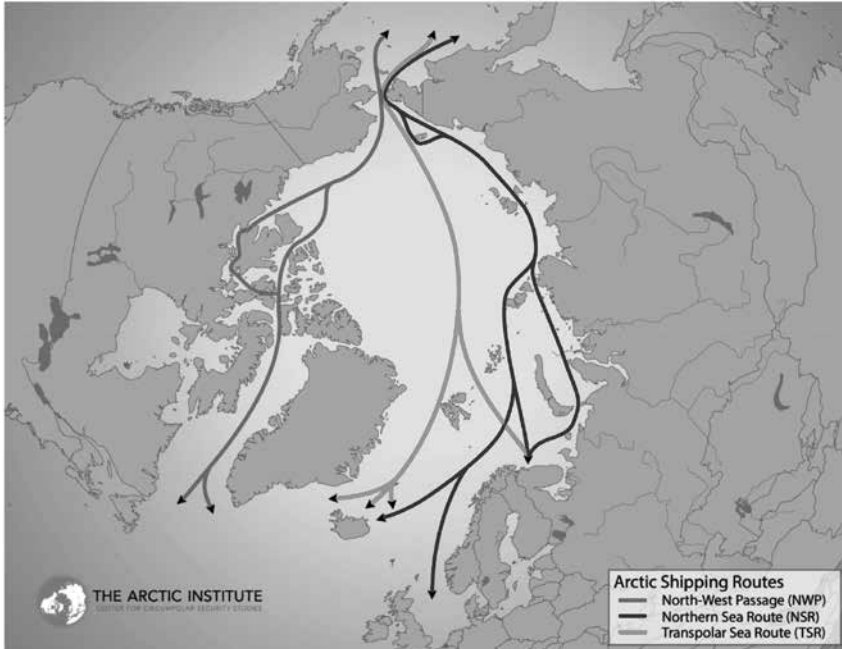 THE ARCTIC INSTITUTE
CENTER FOR CIRCUMPOLAR SECURITY STUDIES
Arctic Shipping Routes
North-West Passage (NWP)
Northern Sea Route (NSR)
Transpolar Sea Route (TSR)